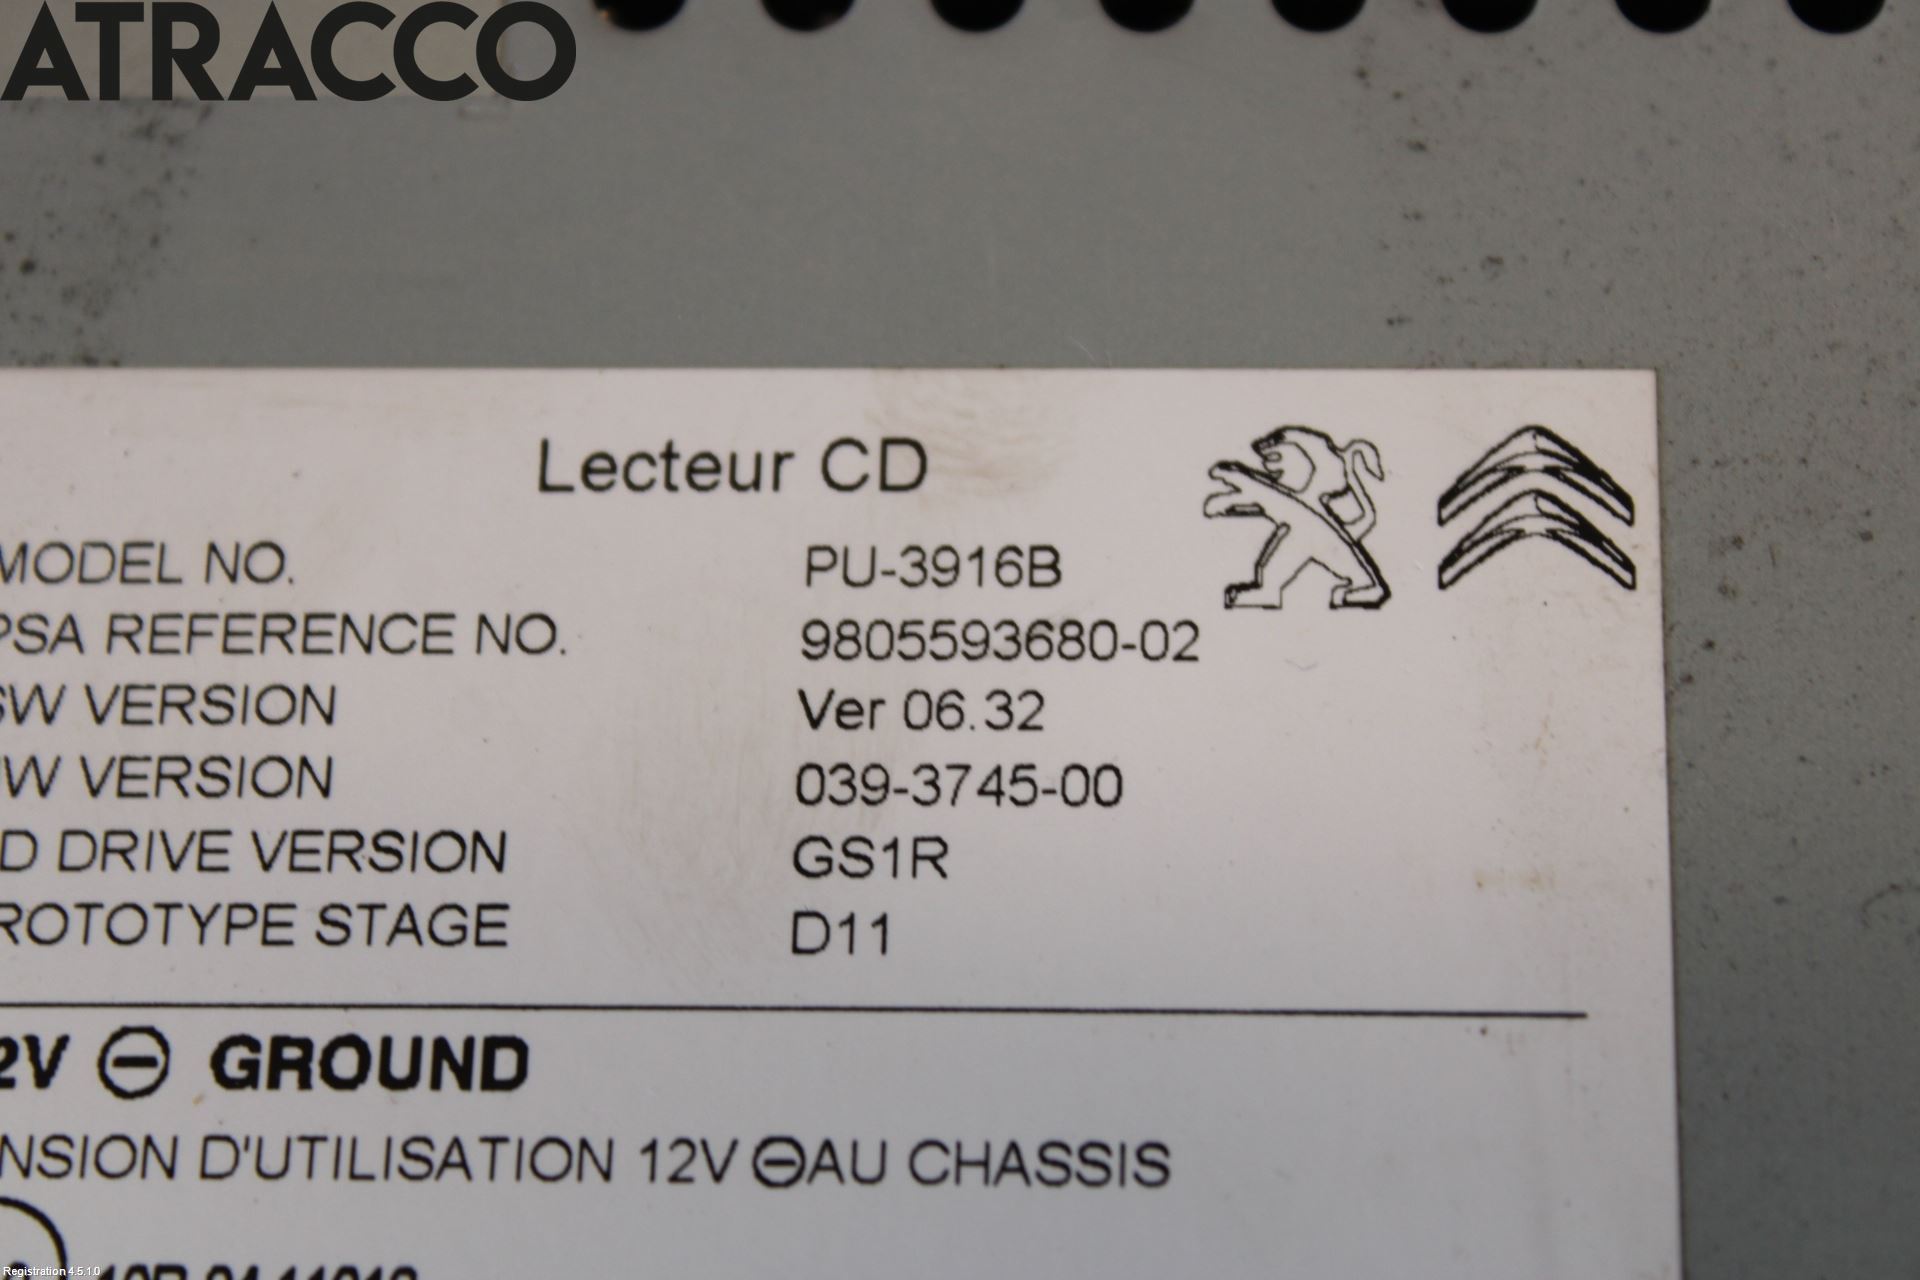 ATRACCO
Lecteur CD
MODEL NO. PU-3916B
PSA REFERENCE NO. 9805593680-02
SW VERSION Ver 06.32
W VERSION 039-3745-00
D DRIVE VERSION GS1R
ROTOTYPE STAGE D11
2V ⊖ GROUND
NSION D'UTILISATION 12V ⊖AU CHASSIS
Registration 4.5.1.0